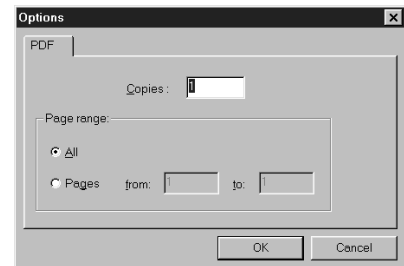 Options
PDF
Copies: 1
Page range:
All
Pages from: 1 to: 1
OK Cancel